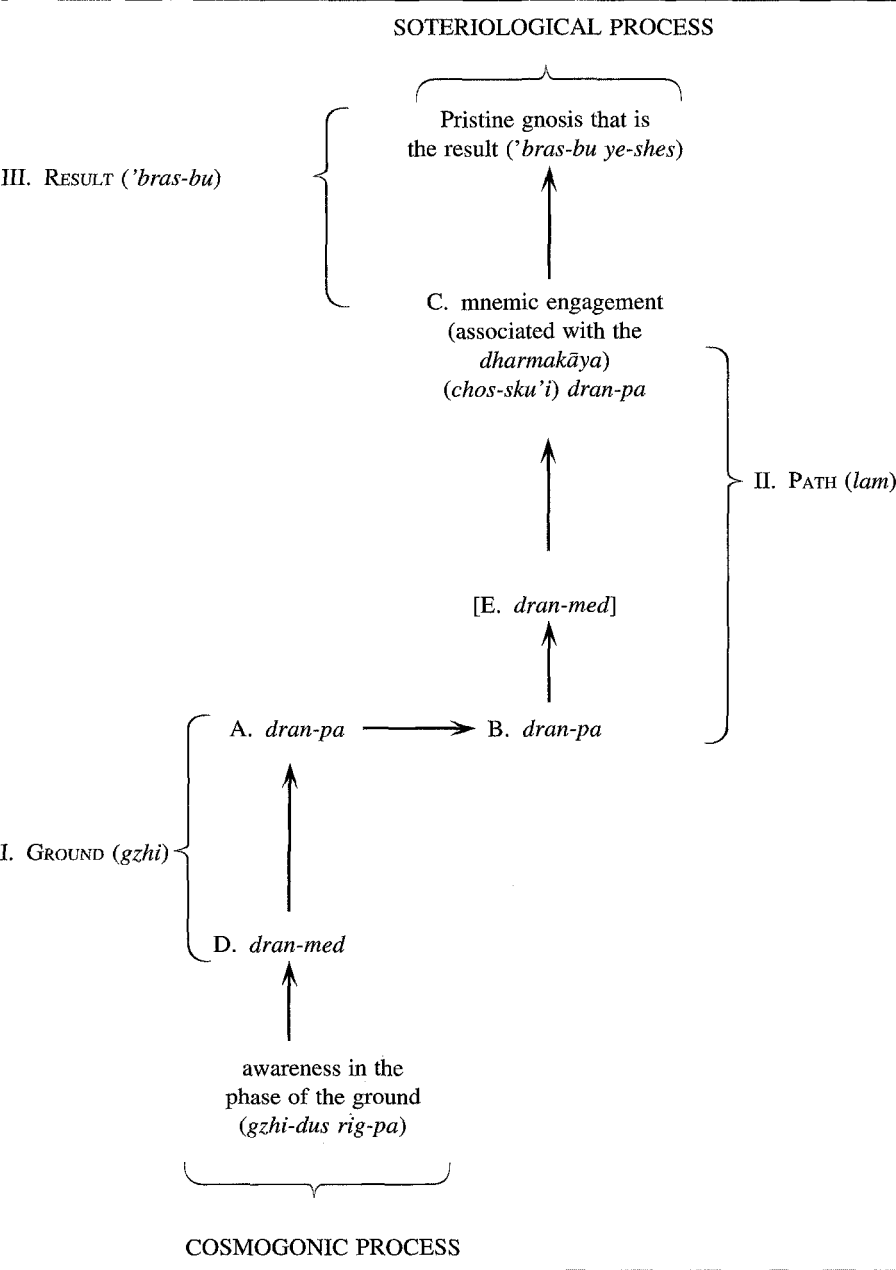 SOTERIOLOGICAL PROCESS
Pristine gnosis that is
the result (’bras-bu ye-shes)
III. RESULT (’bras-bu)
C. mnemic engagement
(associated with the
dharmakāya)
(chos-sku’i) dran-pa
II. PATH (lam)
[E. dran-med]
A. dran-pa
B. dran-pa
I. GROUND (gzhi)
D. dran-med
awareness in the
phase of the ground
(gzhi-dus rig-pa)
COSMOGONIC PROCESS